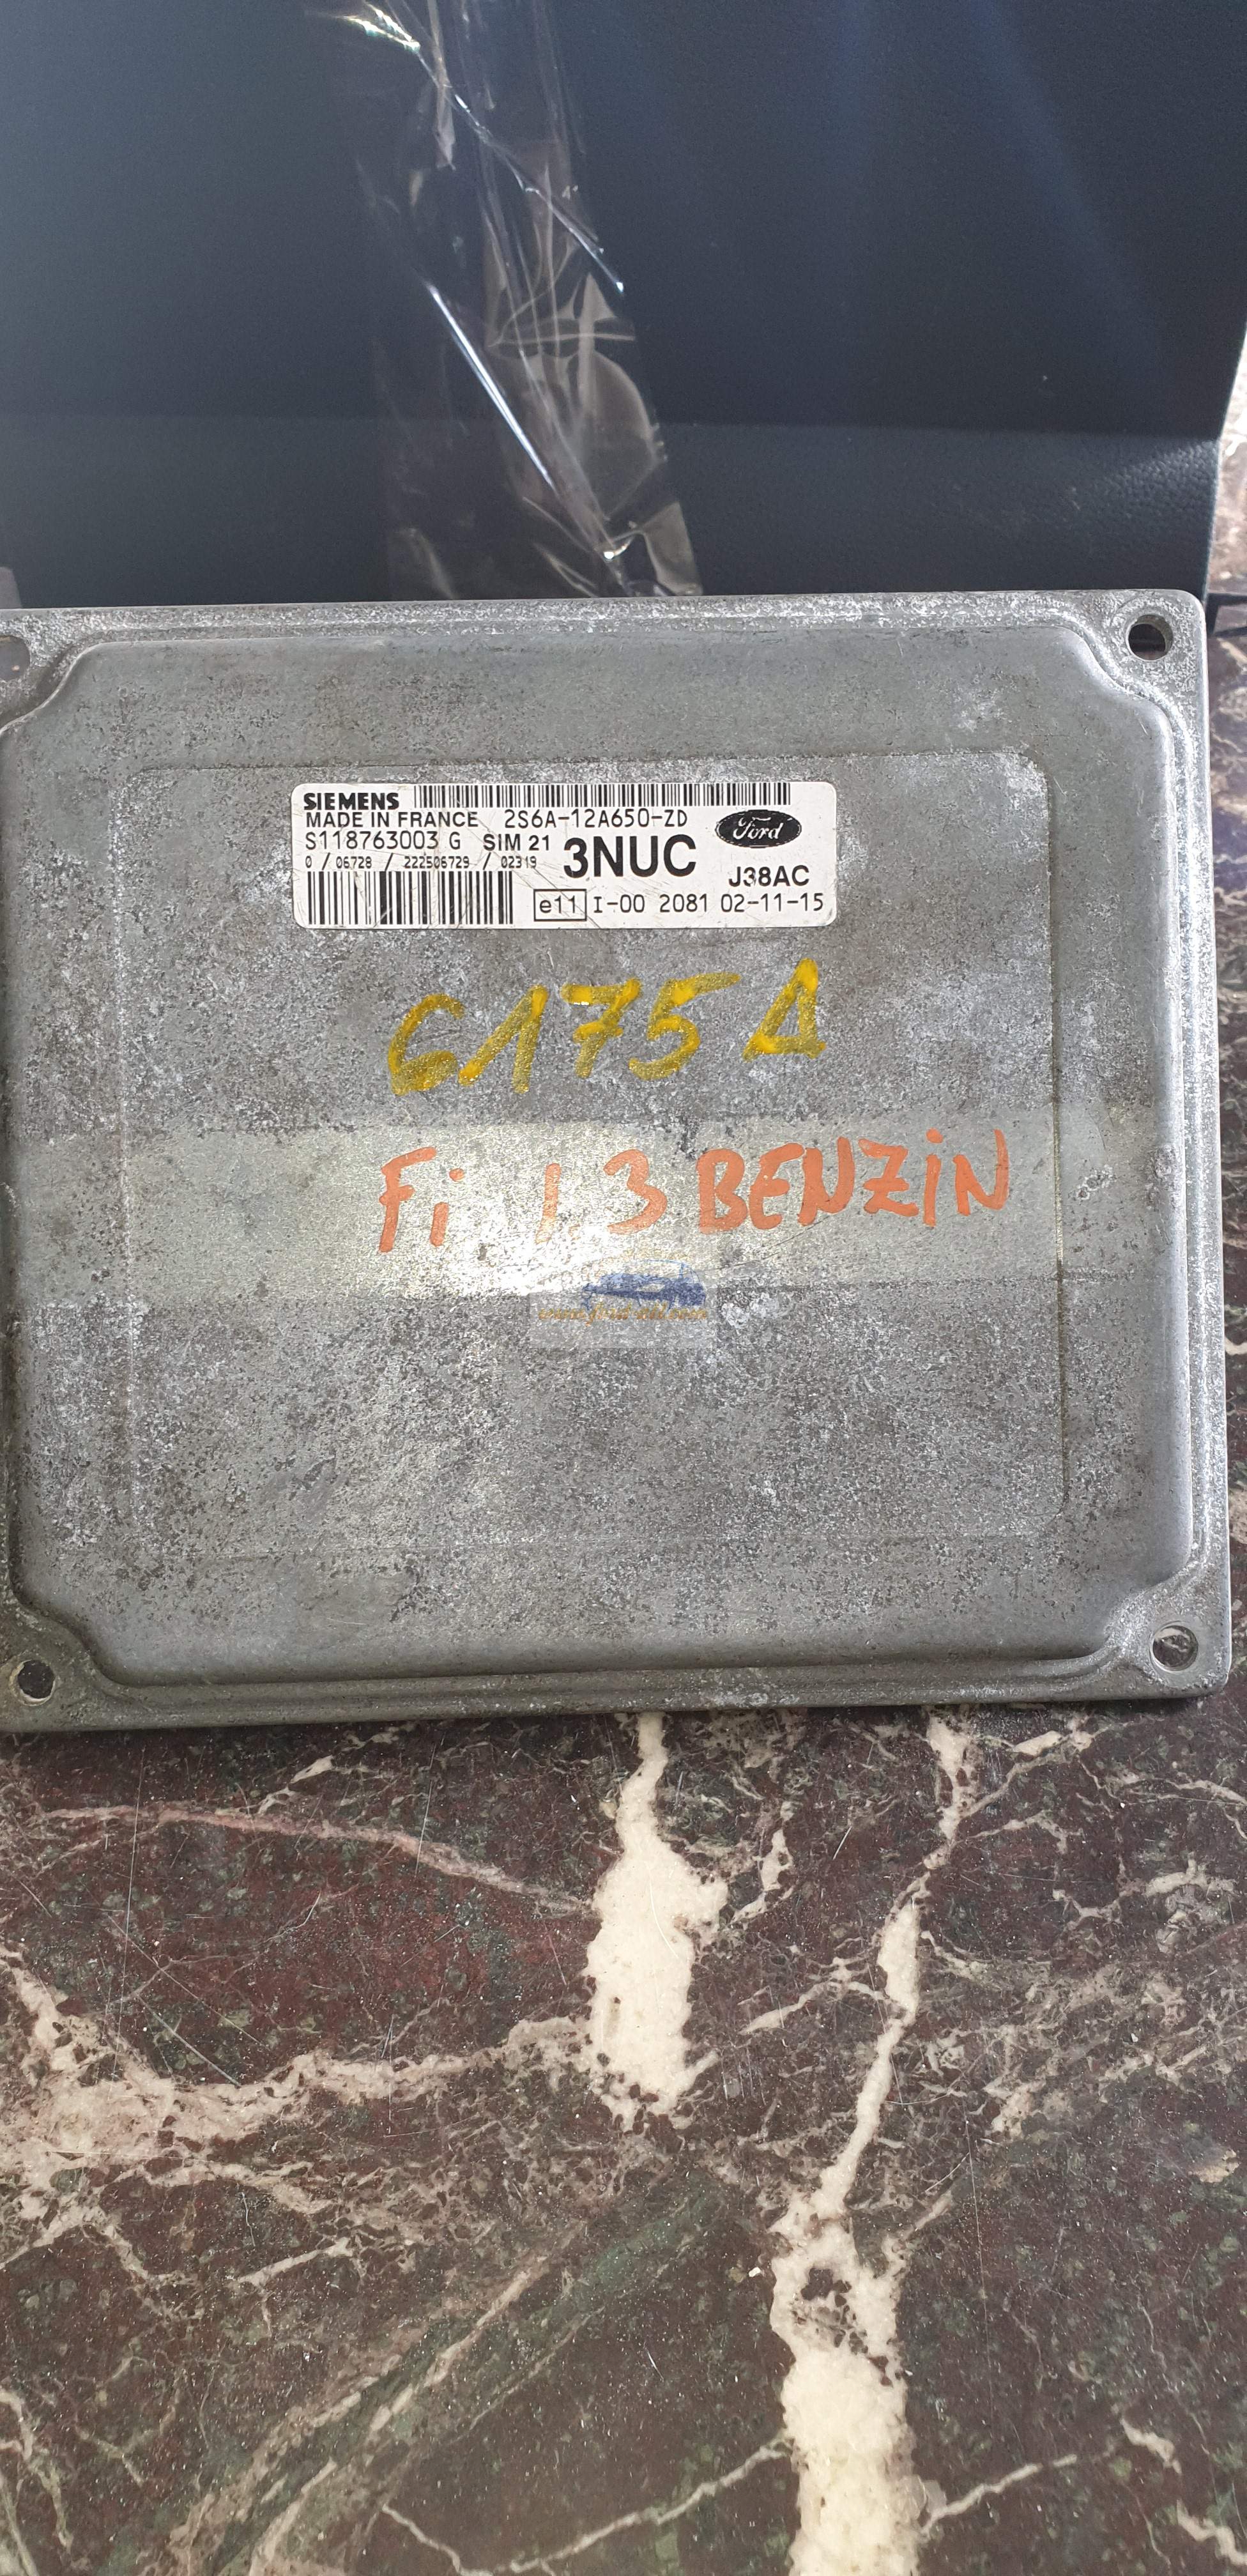 SIEMENS
MADE IN FRANCE 2S6A-12A650-ZD
Ford
S118763003 G SIM 21
3NUC
0 / 06728 / 222506729 / 02319
J38AC
e11 I-00 2081 02-11-15
6175 A
Fi 1.3 BENZiN